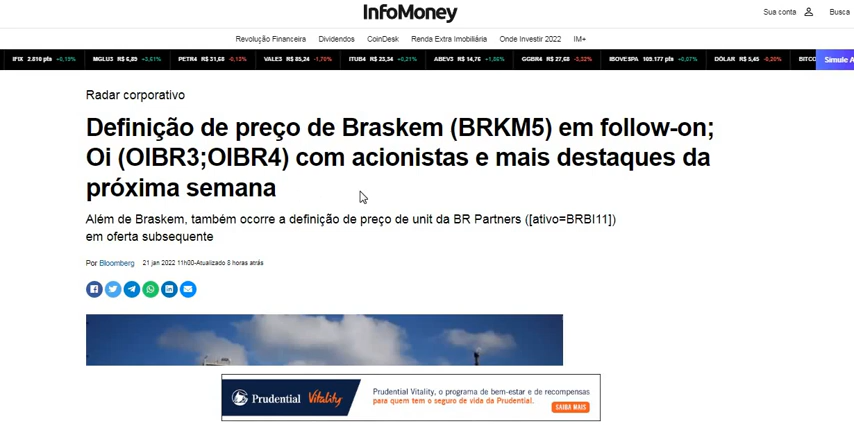 InfoMoney
Sua conta
Busca
Revolução Financeira Dividendos CoinDesk Renda Extra Imobiliária Onde Investir 2022 IM+
IFIX 2.810 pts +0,19% MGLU3 R$ 6,89 +3,61% PETR4 R$ 31,68 -0,13% VALE3 R$ 85,24 -1,70% ITUB4 R$ 23,34 +0,21% ABEV3 R$ 14,76 +1,86% GGBR4 R$ 27,68 -3,32% IBOVESPA 109.177 pts +0,07% DÓLAR R$ 5,45 -0,20% BITCO Simule A
Radar corporativo
Definição de preço de Braskem (BRKM5) em follow-on;
Oi (OIBR3;OIBR4) com acionistas e mais destaques da
próxima semana
Além de Braskem, também ocorre a definição de preço de unit da BR Partners ([ativo=BRBI11])
em oferta subsequente
Por Bloomberg 21 jan 2022 11h00-Atualizado 8 horas atrás
Prudential Vitality
Prudential Vitality, o programa de bem-estar e de recompensas
para quem tem o seguro de vida da Prudential.
SAIBA MAIS